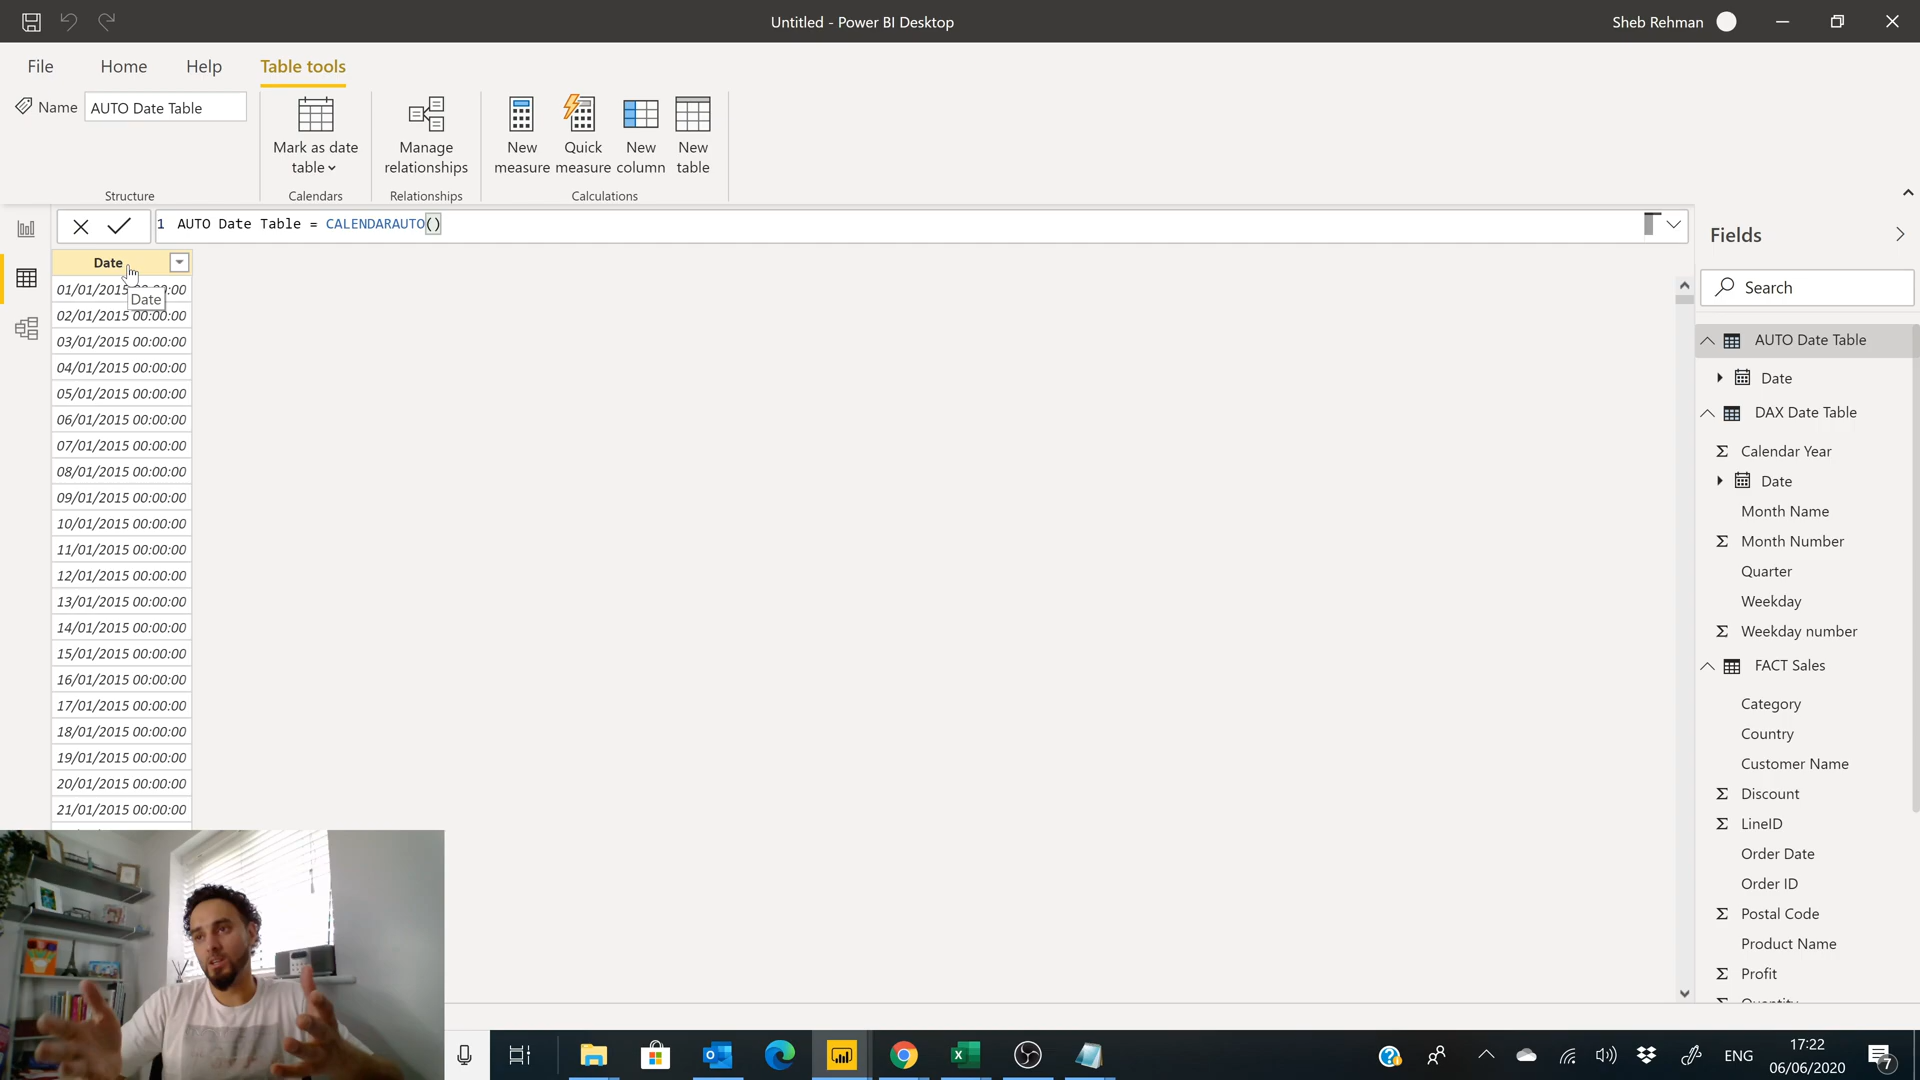 Untitled - Power BI Desktop
Sheb Rehman
File
Home
Help
Table tools
Name
AUTO Date Table
Mark as date
table
Manage
relationships
New
measure
Quick
measure
New
column
New
table
Structure
Calendars
Relationships
Calculations
1 AUTO Date Table = CALENDARAUTO()
Date
01/01/2015
Date
02/01/2015 00:00:00
03/01/2015 00:00:00
04/01/2015 00:00:00
05/01/2015 00:00:00
06/01/2015 00:00:00
07/01/2015 00:00:00
08/01/2015 00:00:00
09/01/2015 00:00:00
10/01/2015 00:00:00
11/01/2015 00:00:00
12/01/2015 00:00:00
13/01/2015 00:00:00
14/01/2015 00:00:00
15/01/2015 00:00:00
16/01/2015 00:00:00
17/01/2015 00:00:00
18/01/2015 00:00:00
19/01/2015 00:00:00
20/01/2015 00:00:00
21/01/2015 00:00:00
Fields
Search
AUTO Date Table
Date
DAX Date Table
Σ Calendar Year
Date
Month Name
Σ Month Number
Quarter
Weekday
Σ Weekday number
FACT Sales
Category
Country
Customer Name
Σ Discount
Σ LineID
Order Date
Order ID
Σ Postal Code
Product Name
Σ Profit
ENG
17:22
06/06/2020
7